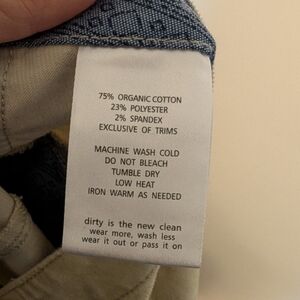 75% ORGANIC COTTON
23% POLYESTER
2% SPANDEX
EXCLUSIVE OF TRIMS
MACHINE WASH COLD
DO NOT BLEACH
TUMBLE DRY
LOW HEAT
IRON WARM AS NEEDED
dirty is the new clean
wear more, wash less
wear it out or pass it on